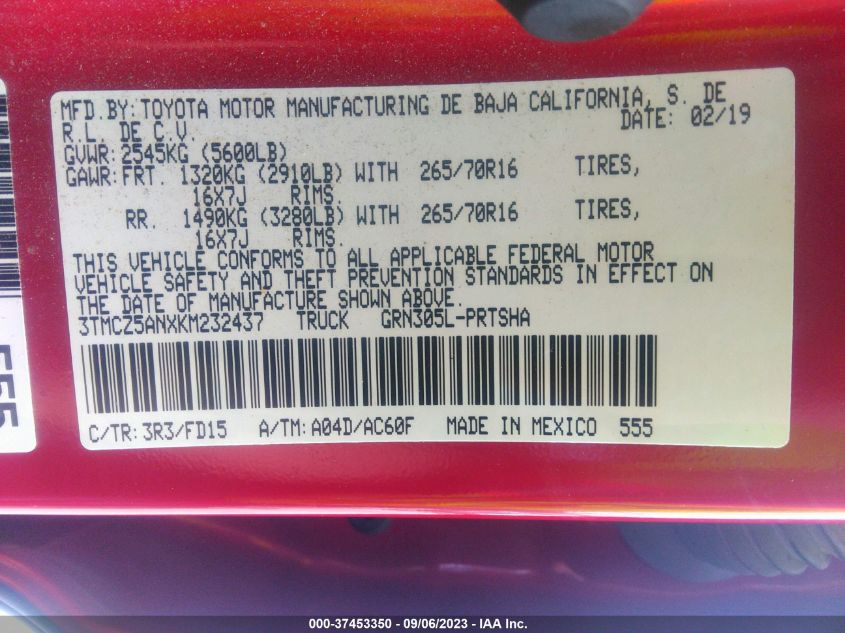 MFD.BY:TOYOTA MOTOR MANUFACTURING DE BAJA CALIFORNIA, S. DE
R.L. DE C.V. DATE: 02/19
GVWR:2545KG (5600LB)
GAWR:FRT. 1320KG (2910LB) WITH 265/70R16 TIRES,
16X7J RIMS.
RR. 1490KG (3280LB) WITH 265/70R16 TIRES,
16X7J RIMS.
THIS VEHICLE CONFORMS TO ALL APPLICABLE FEDERAL MOTOR
VEHICLE SAFETY AND THEFT PREVENTION STANDARDS IN EFFECT ON
THE DATE OF MANUFACTURE SHOWN ABOVE.
3TMCZ5ANXKM232437 TRUCK GRN305L-PRTSHA
C/TR:3R3/FD15 A/TM:A04D/AC60F MADE IN MEXICO 555
000-37453350 - 09/06/2023 - IAA Inc.